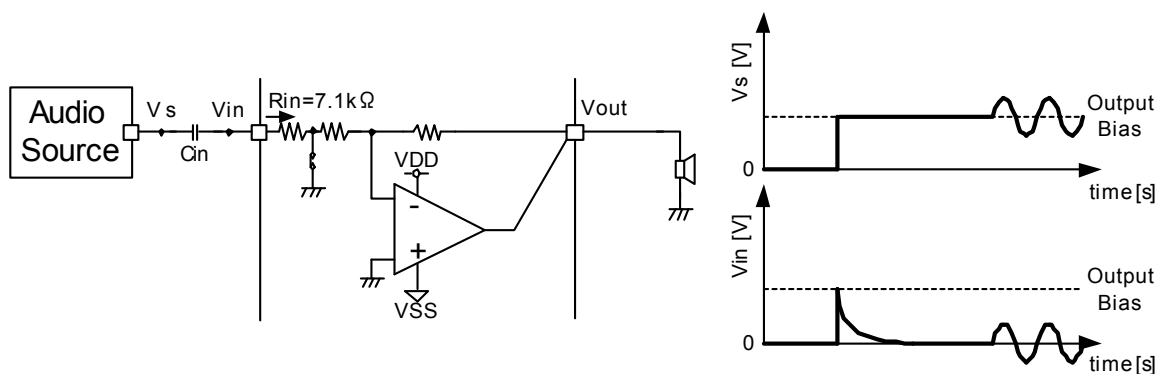 Audio
Source
Vs
Vin
Cin
Rin=7.1kΩ
VDD
-
+
VSS
Vout
Vs [V]
0
Output
Bias
time[s]
Vin [V]
0
Output
Bias
time[s]